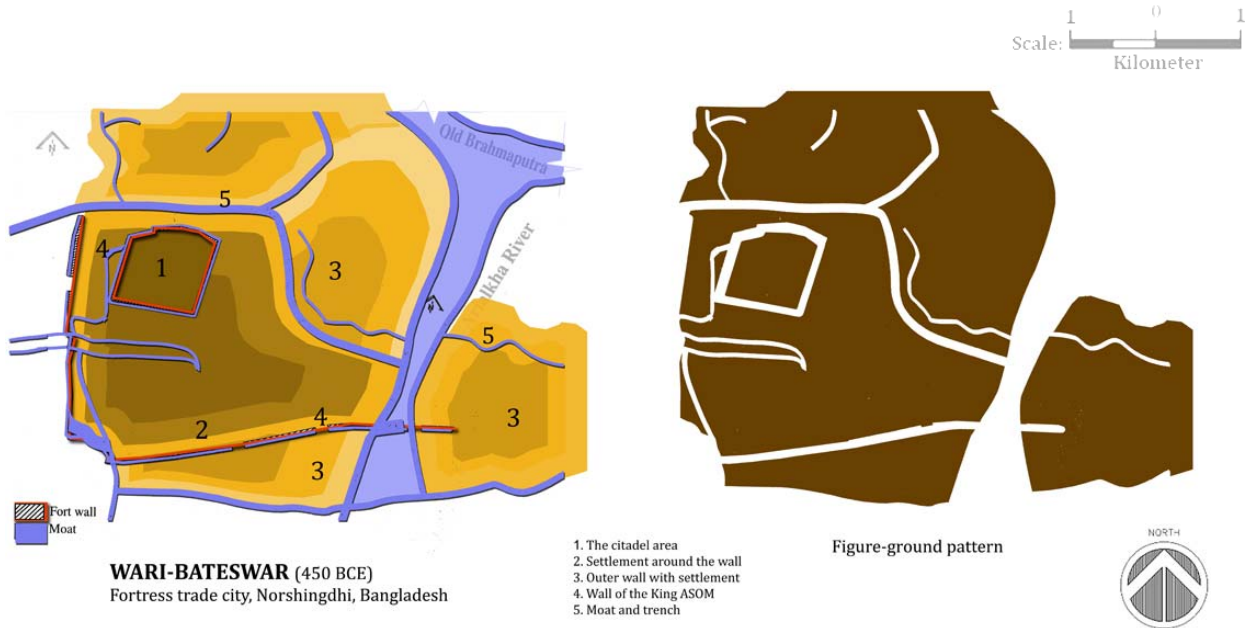 1 0 1
Scale:
Kilometer
Old Brahmaputra
River
N
5
4
1
3
5
2
4
3
3
N
Fort wall
Moat
WARI-BATESWAR (450 BCE)
Fortress trade city, Norshingdhi, Bangladesh
1. The citadel area
2. Settlement around the wall
3. Outer wall with settlement
4. Wall of the King ASOM
5. Moat and trench
Figure-ground pattern
NORTH